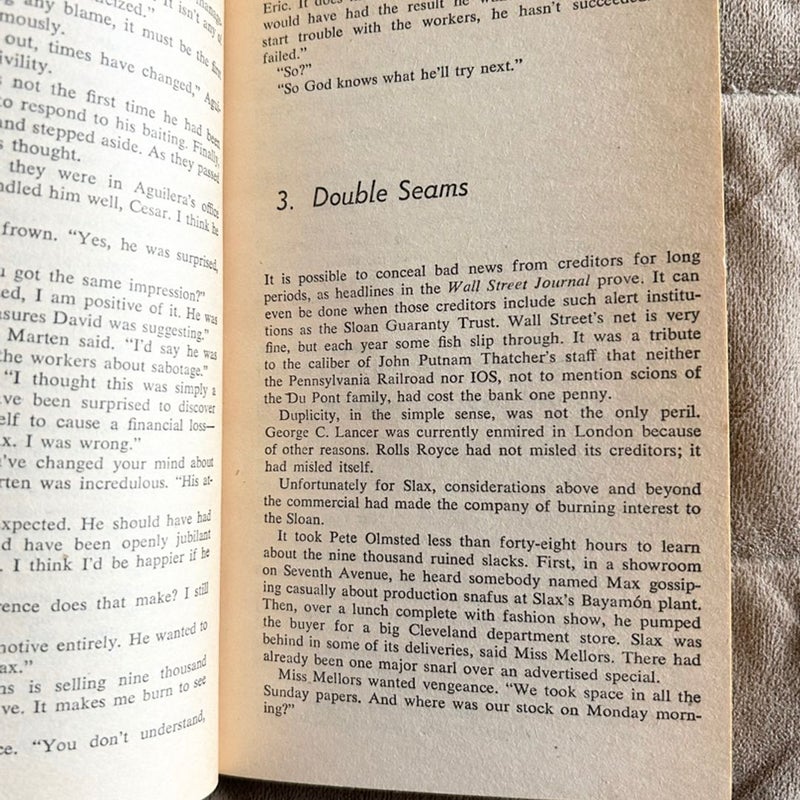 icized."
It isn't any of
g any blame, it must be the first
mously.
out, times have changed," Agui-
ivility.
s not the first time he had been
to respond to his baiting. Finally,
and stepped aside. As they passed
s thought.
they were in Aguilera's office
ndled him well, Cesar. I think he
frown. "Yes, he was surprised,
u got the same impression?"
ed, I am positive of it. He was
asures David was suggesting."
Marten said. "I'd say he was
the workers about sabotage."
"I thought this was simply a
ve been surprised to discover
elf to cause a financial loss—
x. I was wrong."
u've changed your mind about
arten was incredulous. "His at-
xpected. He should have had
d have been openly jubilant
. I think I'd be happier if he
rence does that make? I still
motive entirely. He wanted to
ax."
ns is selling nine thousand
ve. It makes me burn to see
ce. "You don't understand,
Eric. It does
would have had the result he
start trouble with the workers, he hasn't succeeded
failed."
"So?"
"So God knows what he'll try next."
3. Double Seams
It is possible to conceal bad news from creditors for long
periods, as headlines in the Wall Street Journal prove. It can
even be done when those creditors include such alert institu-
tions as the Sloan Guaranty Trust. Wall Street's net is very
fine, but each year some fish slip through. It was a tribute
to the caliber of John Putnam Thatcher's staff that neither
the Pennsylvania Railroad nor IOS, not to mention scions of
the Du Pont family, had cost the bank one penny.
Duplicity, in the simple sense, was not the only peril.
George C. Lancer was currently enmired in London because
of other reasons. Rolls Royce had not misled its creditors; it
had misled itself.
Unfortunately for Slax, considerations above and beyond
the commercial had made the company of burning interest to
the Sloan.
It took Pete Olmsted less than forty-eight hours to learn
about the nine thousand ruined slacks. First, in a showroom
on Seventh Avenue, he heard somebody named Max gossip-
ing casually about production snafus at Slax's Bayamón plant.
Then, over a lunch complete with fashion show, he pumped
the buyer for a big Cleveland department store. Slax was
behind in some of its deliveries, said Miss Mellors. There had
already been one major snarl over an advertised special.
Miss Mellors wanted vengeance. "We took space in all the
Sunday papers. And where was our stock on Monday morn-
ing?"